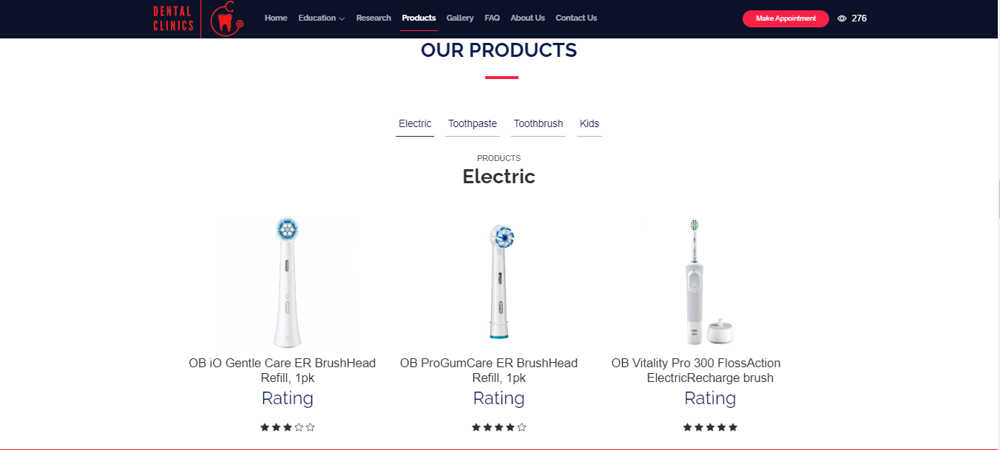 DENTAL
CLINICS
Home Education Research Products Gallery FAQ About Us Contact Us Make Appointment 276
OUR PRODUCTS
Electric Toothpaste Toothbrush Kids
PRODUCTS
Electric
OB iO Gentle Care ER BrushHead
Refill, 1pk
Rating
OB ProGumCare ER BrushHead
Refill, 1pk
Rating
OB Vitality Pro 300 FlossAction
ElectricRecharge brush
Rating